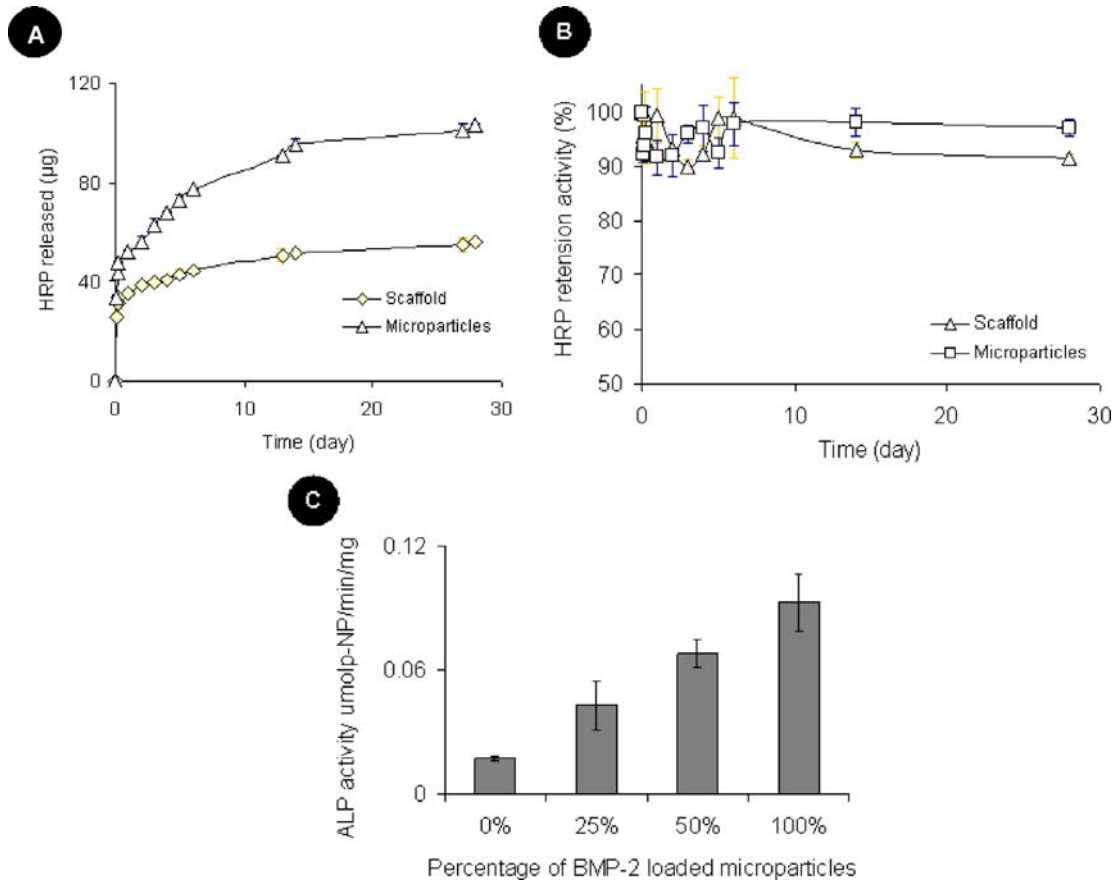 A
120
80
40
0
HRP released (µg)
Scaffold
Microparticles
0
10
20
30
Time (day)
B
100
90
80
70
60
50
HRP retension activity (%)
Scaffold
Microparticles
0
10
20
30
Time (day)
C
0.12
0.06
0
ALP activity umolp-NP/min/mg
0%
25%
50%
100%
Percentage of BMP-2 loaded microparticles